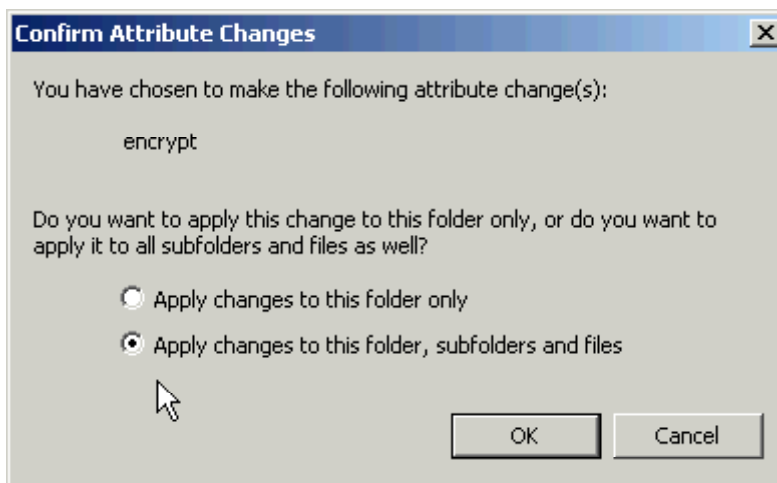 Confirm Attribute Changes
You have chosen to make the following attribute change(s):
encrypt
Do you want to apply this change to this folder only, or do you want to
apply it to all subfolders and files as well?
Apply changes to this folder only
Apply changes to this folder, subfolders and files
OK Cancel